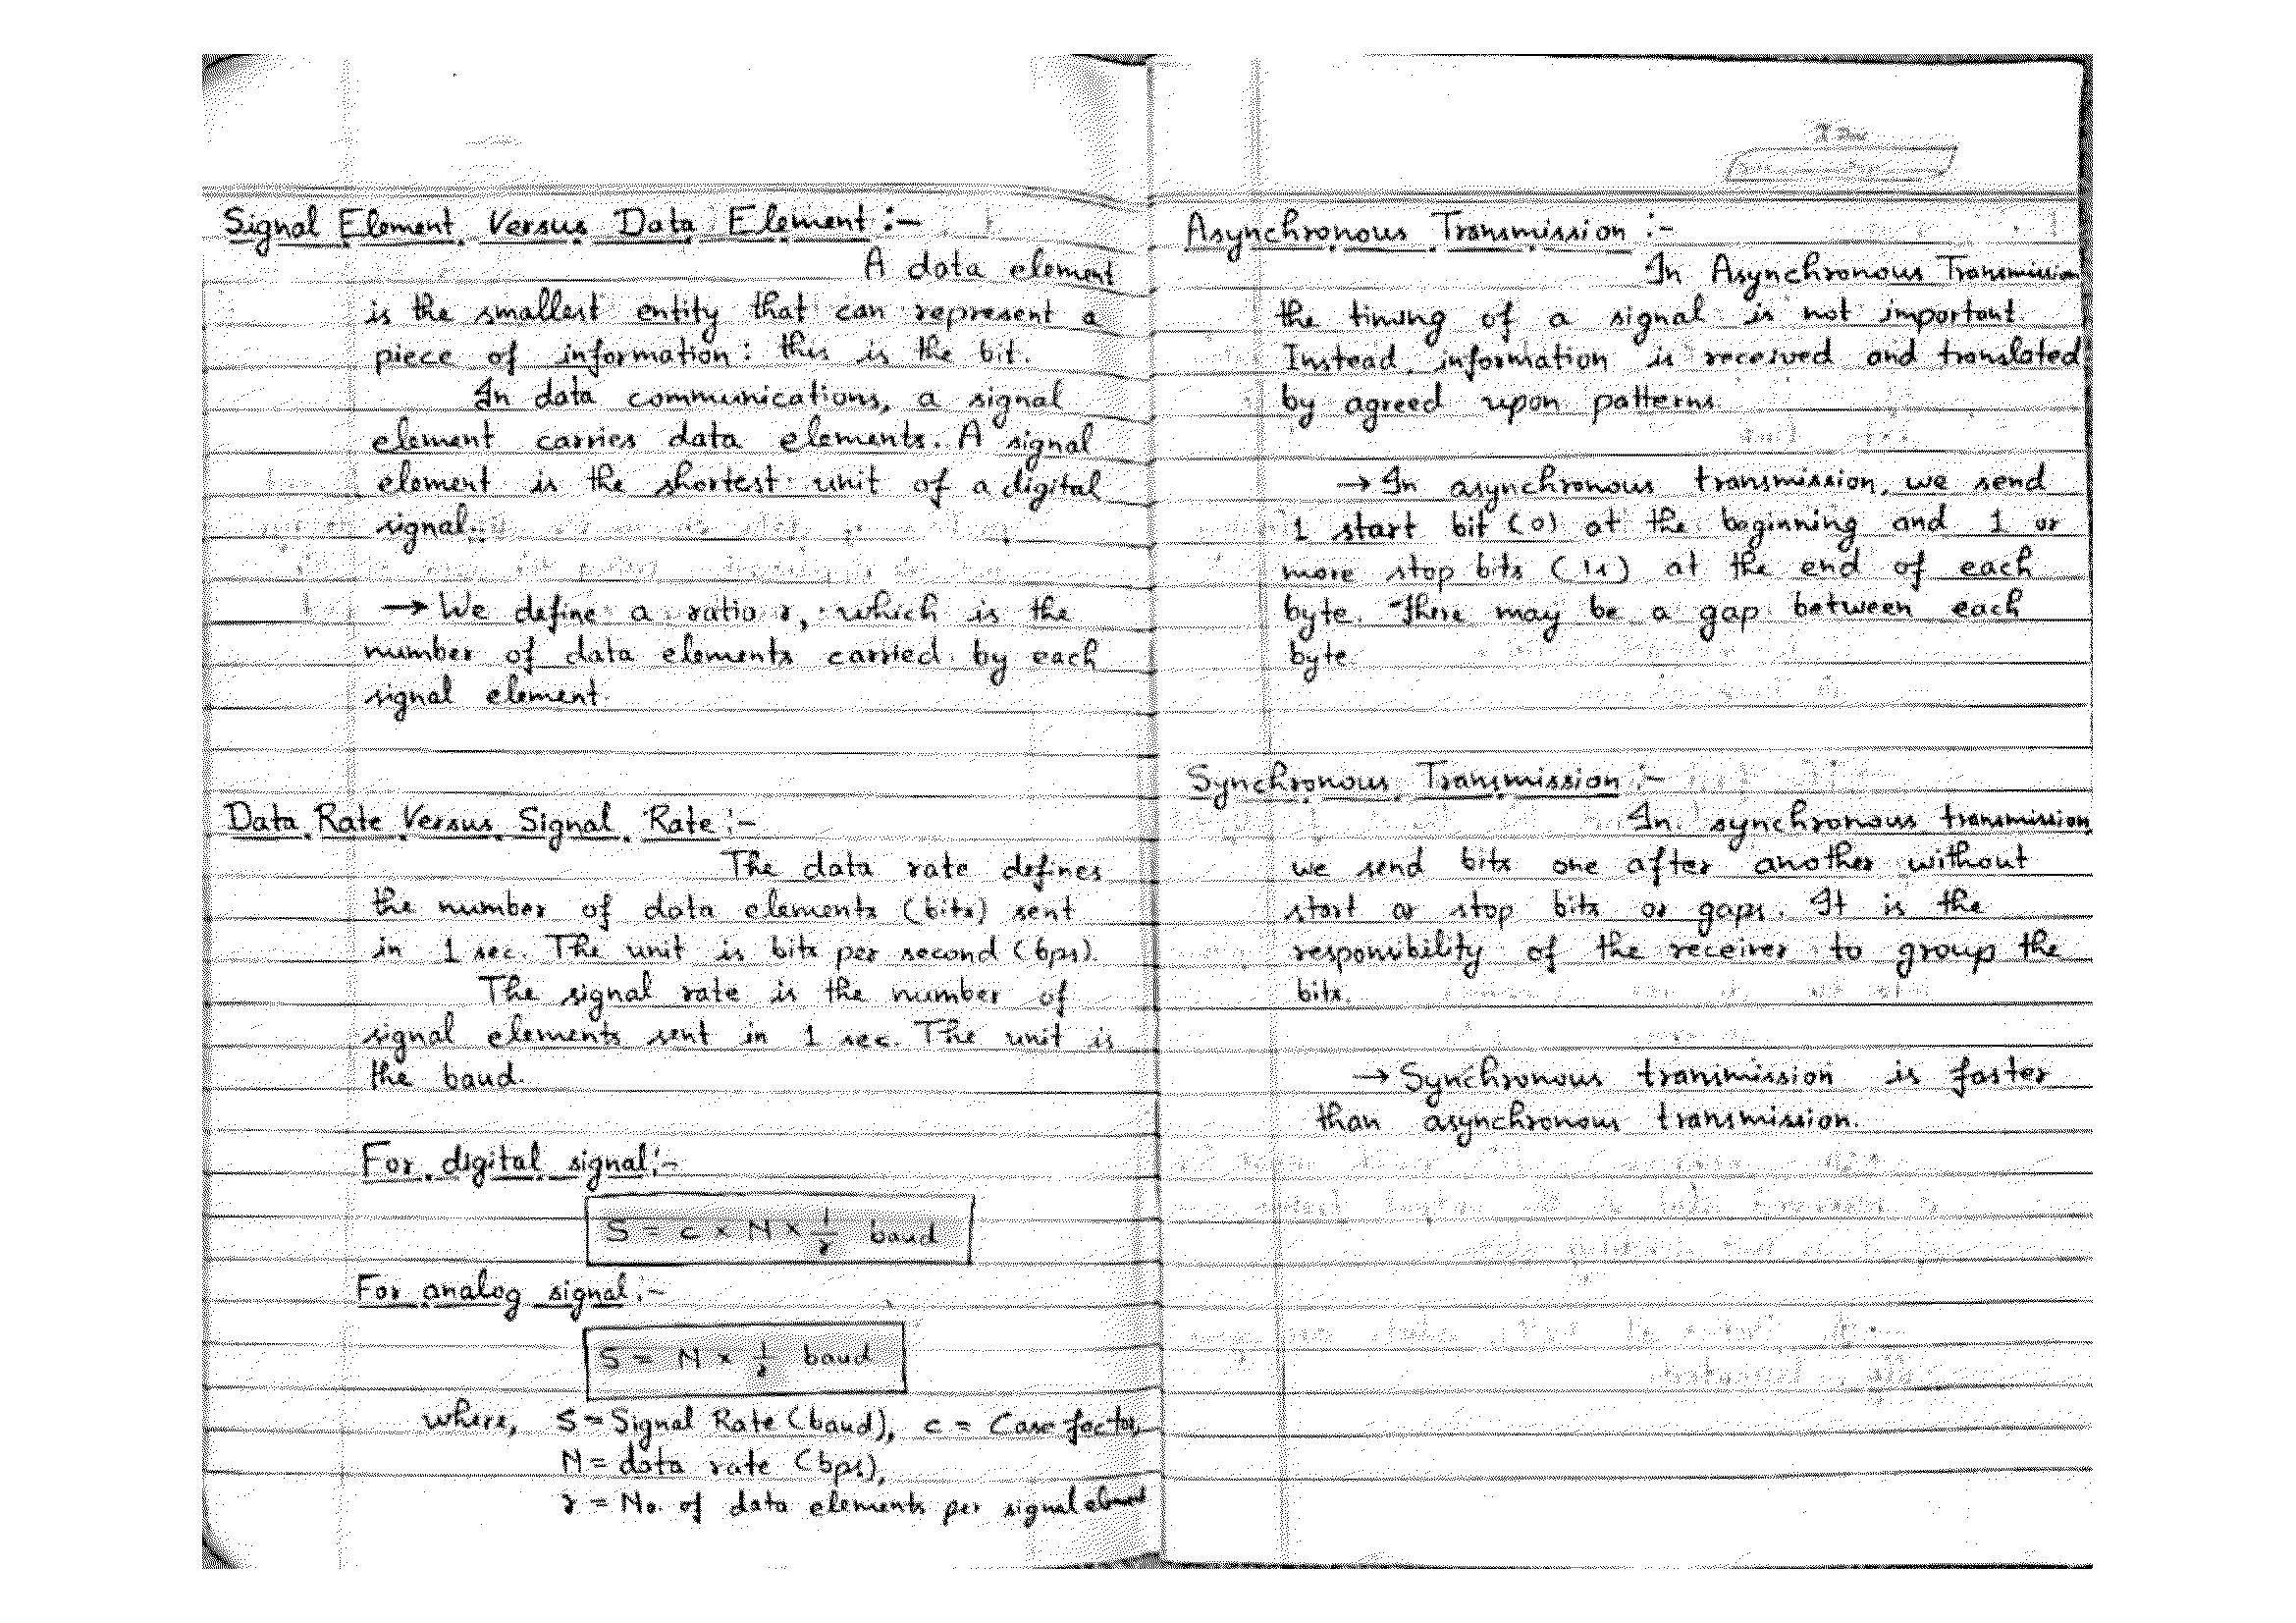 Signal Element Versus Data Element :-
A data element
is the smallest entity that can represent a
piece of information : this is the bit.
In data communications, a signal
element carries data elements. A signal
element is the shortest unit of a digital
signal.
→ We define a ratio r, which is the
number of data elements carried by each
signal element.
Data Rate Versus Signal Rate :-
The data rate defines
the number of data elements (bits) sent
in 1 sec. The unit is bits per second (bps).
The signal rate is the number of
signal elements sent in 1 sec. The unit is
the baud.
For digital signal :-
S = c × N × 1/r baud
For analog signal :-
S = N × 1/r baud
where, S = Signal Rate (baud), c = Case factor,
N = data rate (bps),
r = No. of data elements per signal element
Asynchronous Transmission :-
In Asynchronous Transmission
the timing of a signal is not important.
Instead, information is received and translated
by agreed upon patterns.
→ In asynchronous transmission, we send
1 start bit (0) at the beginning and 1 or
more stop bits (1s) at the end of each
byte. There may be a gap between each
byte.
Synchronous Transmission :-
In synchronous transmission
we send bits one after another without
start or stop bits or gaps. It is the
responsibility of the receiver to group the
bits.
→ Synchronous transmission is faster
than asynchronous transmission.